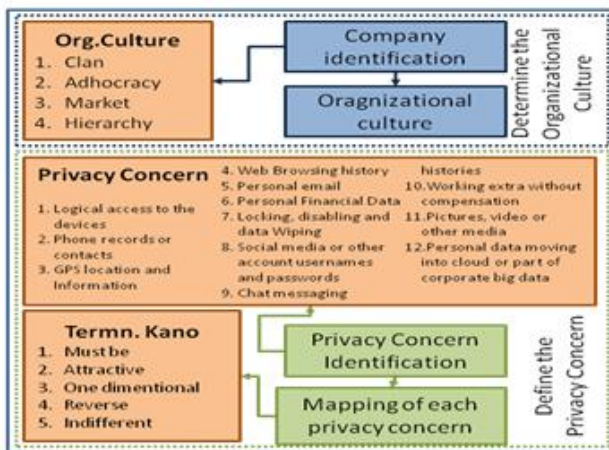 Org.Culture
1. Clan
2. Adhocracy
3. Market
4. Hierarchy
Company
identification
Oragnizational
culture
Determine the
Organizational
Culture
Privacy Concern
1. Logical access to the
devices
2. Phone records or
contacts
3. GPS location and
Information
4. Web Browsing history
5. Personal email
6. Personal Financial Data
7. Locking, disabling and
data Wiping
8. Social media or other
account usernames
and passwords
9. Chat messaging
histories
10. Working extra without
compensation
11. Pictures, video or
other media
12. Personal data moving
into cloud or part of
corporate big data
Termn. Kano
1. Must be
2. Attractive
3. One dimentional
4. Reverse
5. Indifferent
Privacy Concern
Identification
Mapping of each
privacy concern
Define the
Privacy Concern